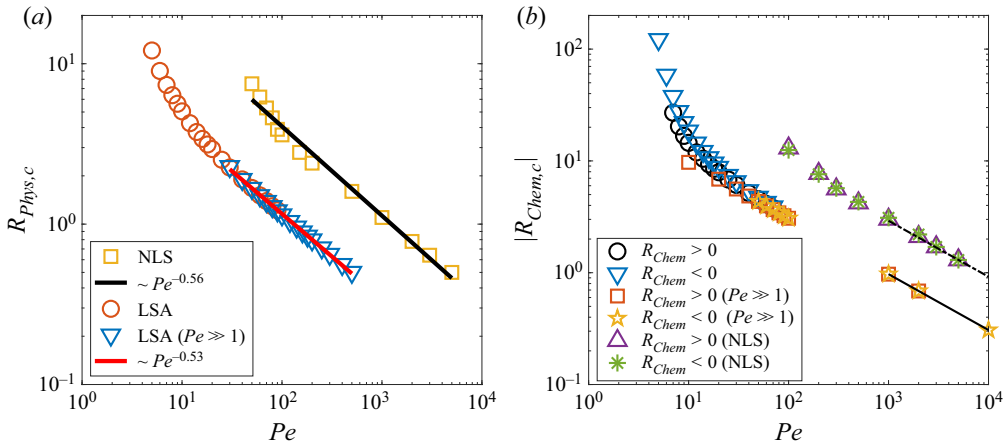 (a)
R_{Phys,c}
10^1
10^0
10^{-1}
NLS
~ Pe^{-0.56}
LSA
LSA (Pe ≫ 1)
~ Pe^{-0.53}
10^0 10^1 10^2 10^3 10^4
Pe
(b)
|R_{Chem,c}|
10^2
10^1
10^0
10^{-1}
R_{Chem} > 0
R_{Chem} < 0
R_{Chem} > 0 (Pe ≫ 1)
R_{Chem} < 0 (Pe ≫ 1)
R_{Chem} > 0 (NLS)
R_{Chem} < 0 (NLS)
10^0 10^1 10^2 10^3 10^4
Pe